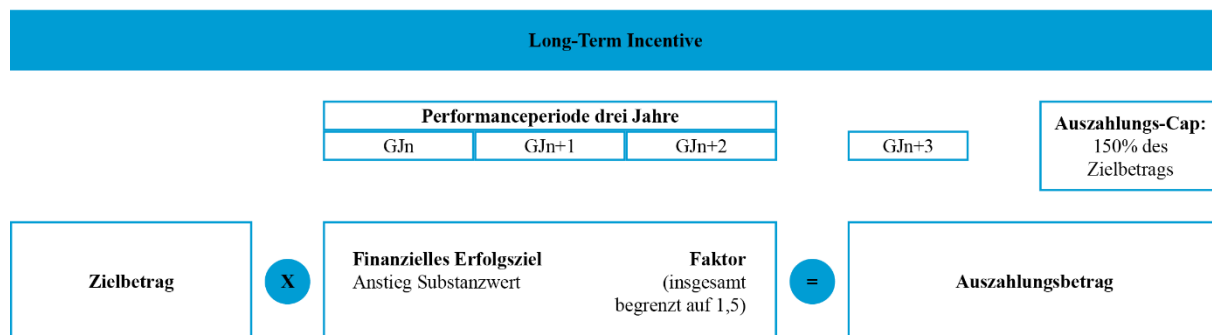 Long-Term Incentive
Performanceperiode drei Jahre
GJn
GJn+1
GJn+2
GJn+3
Auszahlungs-Cap:
150% des
Zielbetrags
Zielbetrag
X
Finanzielles Erfolgsziel
Anstieg Substanzwert
Faktor
(insgesamt
begrenzt auf 1,5)
=
Auszahlungsbetrag